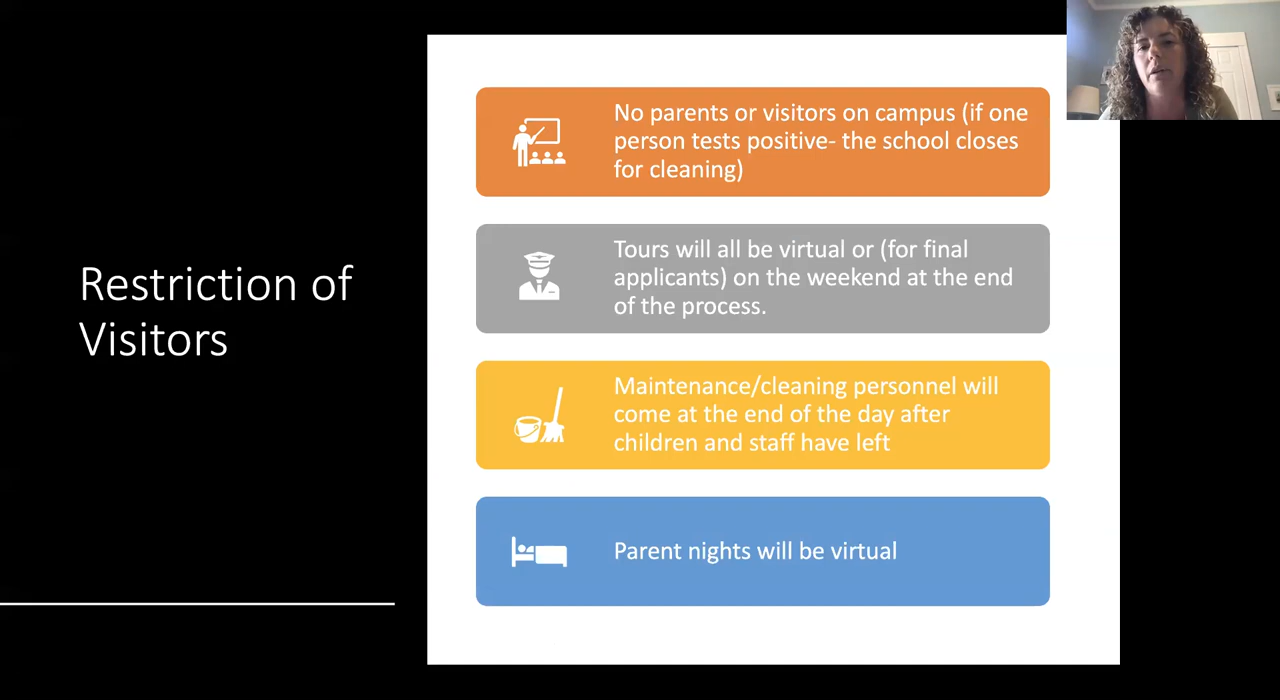 Restriction of
Visitors
No parents or visitors on campus (if one
person tests positive- the school closes
for cleaning)
Tours will all be virtual or (for final
applicants) on the weekend at the end
of the process.
Maintenance/cleaning personnel will
come at the end of the day after
children and staff have left
Parent nights will be virtual